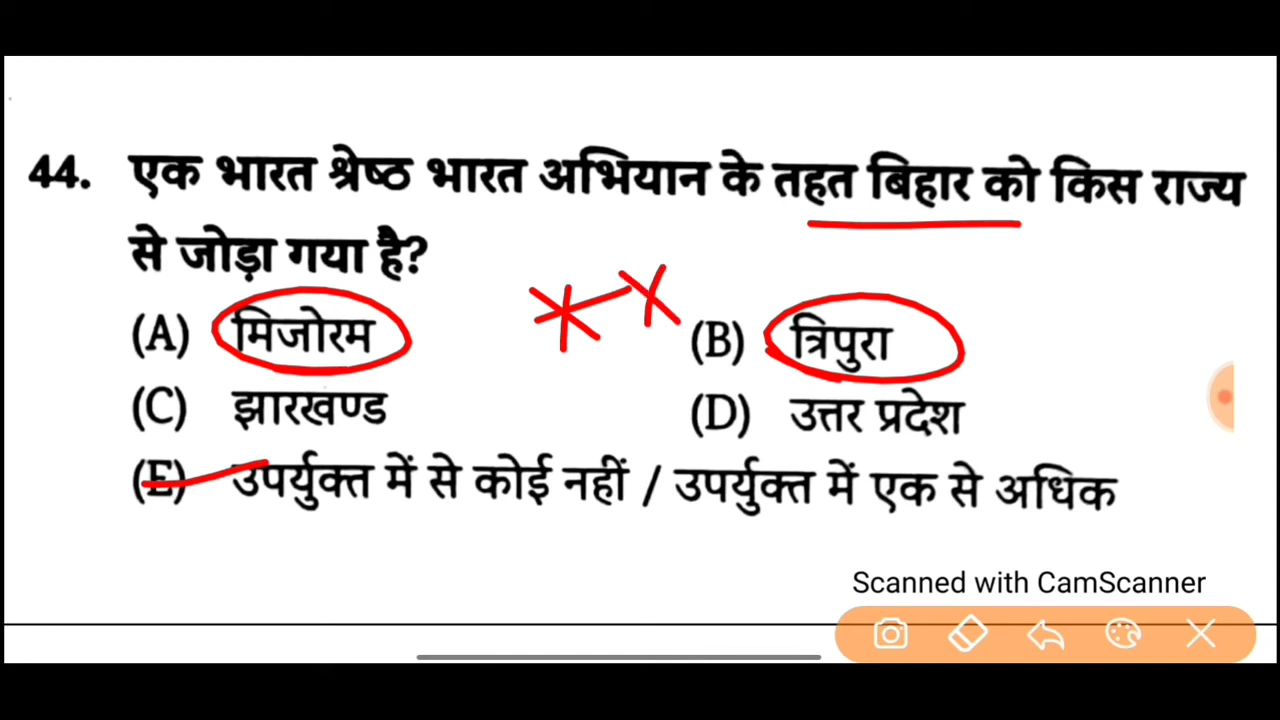 44. एक भारत श्रेष्ठ भारत अभियान के तहत बिहार को किस राज्य
से जोड़ा गया है?
(A) मिजोरम (B) त्रिपुरा
(C) झारखण्ड (D) उत्तर प्रदेश
(E) उपर्युक्त में से कोई नहीं / उपर्युक्त में एक से अधिक
Scanned with CamScanner